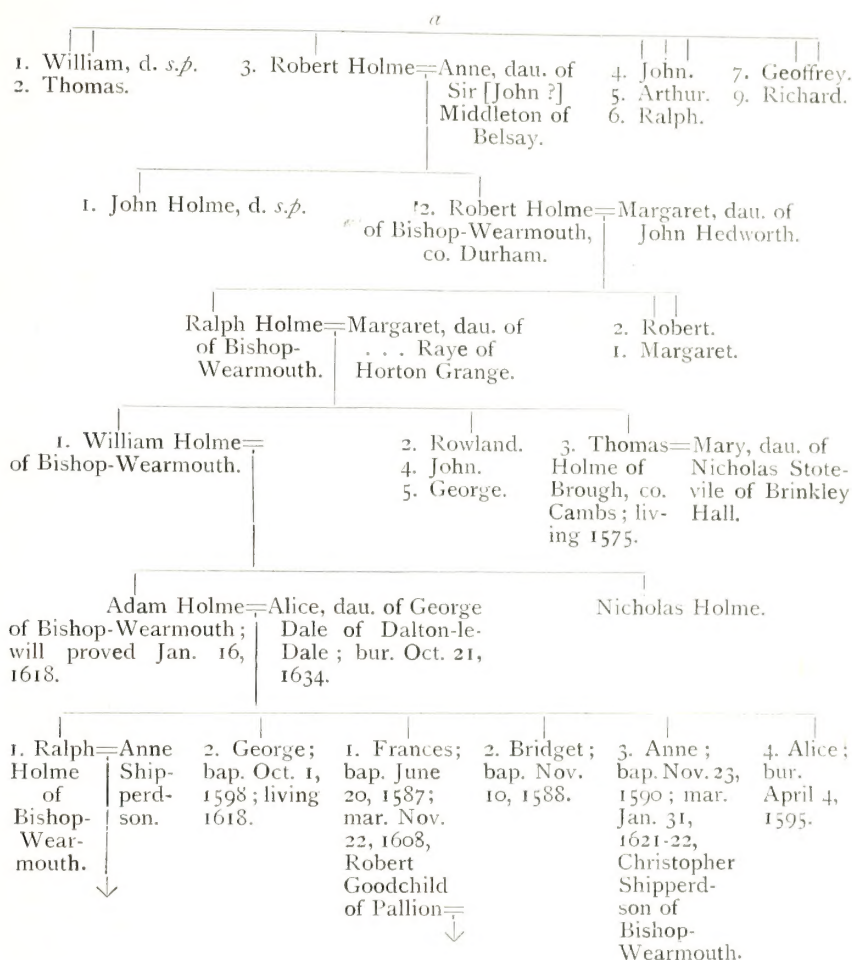 a
1. William, d. s.p.
2. Thomas.
3. Robert Holme=Anne, dau. of
Sir [John ?]
Middleton of
Belsay.
4. John.
5. Arthur.
6. Ralph.
7. Geoffrey.
9. Richard.
1. John Holme, d. s.p.
2. Robert Holme=Margaret, dau. of
of Bishop-Wearmouth, John Hedworth.
co. Durham.
Ralph Holme=Margaret, dau. of
of Bishop- . . . Raye of
Wearmouth. Horton Grange.
2. Robert.
1. Margaret.
1. William Holme=
of Bishop-Wearmouth.
2. Rowland.
4. John.
5. George.
3. Thomas=Mary, dau. of
Holme of Nicholas Stote-
Brough, co. vile of Brinkley
Cambs; liv- Hall.
ing 1575.
Adam Holme=Alice, dau. of George
of Bishop-Wearmouth; Dale of Dalton-le-
will proved Jan. 16, Dale; bur. Oct. 21,
1618. 1634.
Nicholas Holme.
1. Ralph=Anne
Holme Ship-
of perd-
Bishop- son.
Wear-
mouth.
2. George;
bap. Oct. 1,
1598; living
1618.
1. Frances;
bap. June
20, 1587;
mar. Nov.
22, 1608,
Robert
Goodchild
of Pallion=
2. Bridget;
bap. Nov.
10, 1588.
3. Anne;
bap. Nov. 23,
1590; mar.
Jan. 31,
1621-22,
Christopher
Shipperd-
son of
Bishop-
Wearmouth.
4. Alice;
bur.
April 4,
1595.